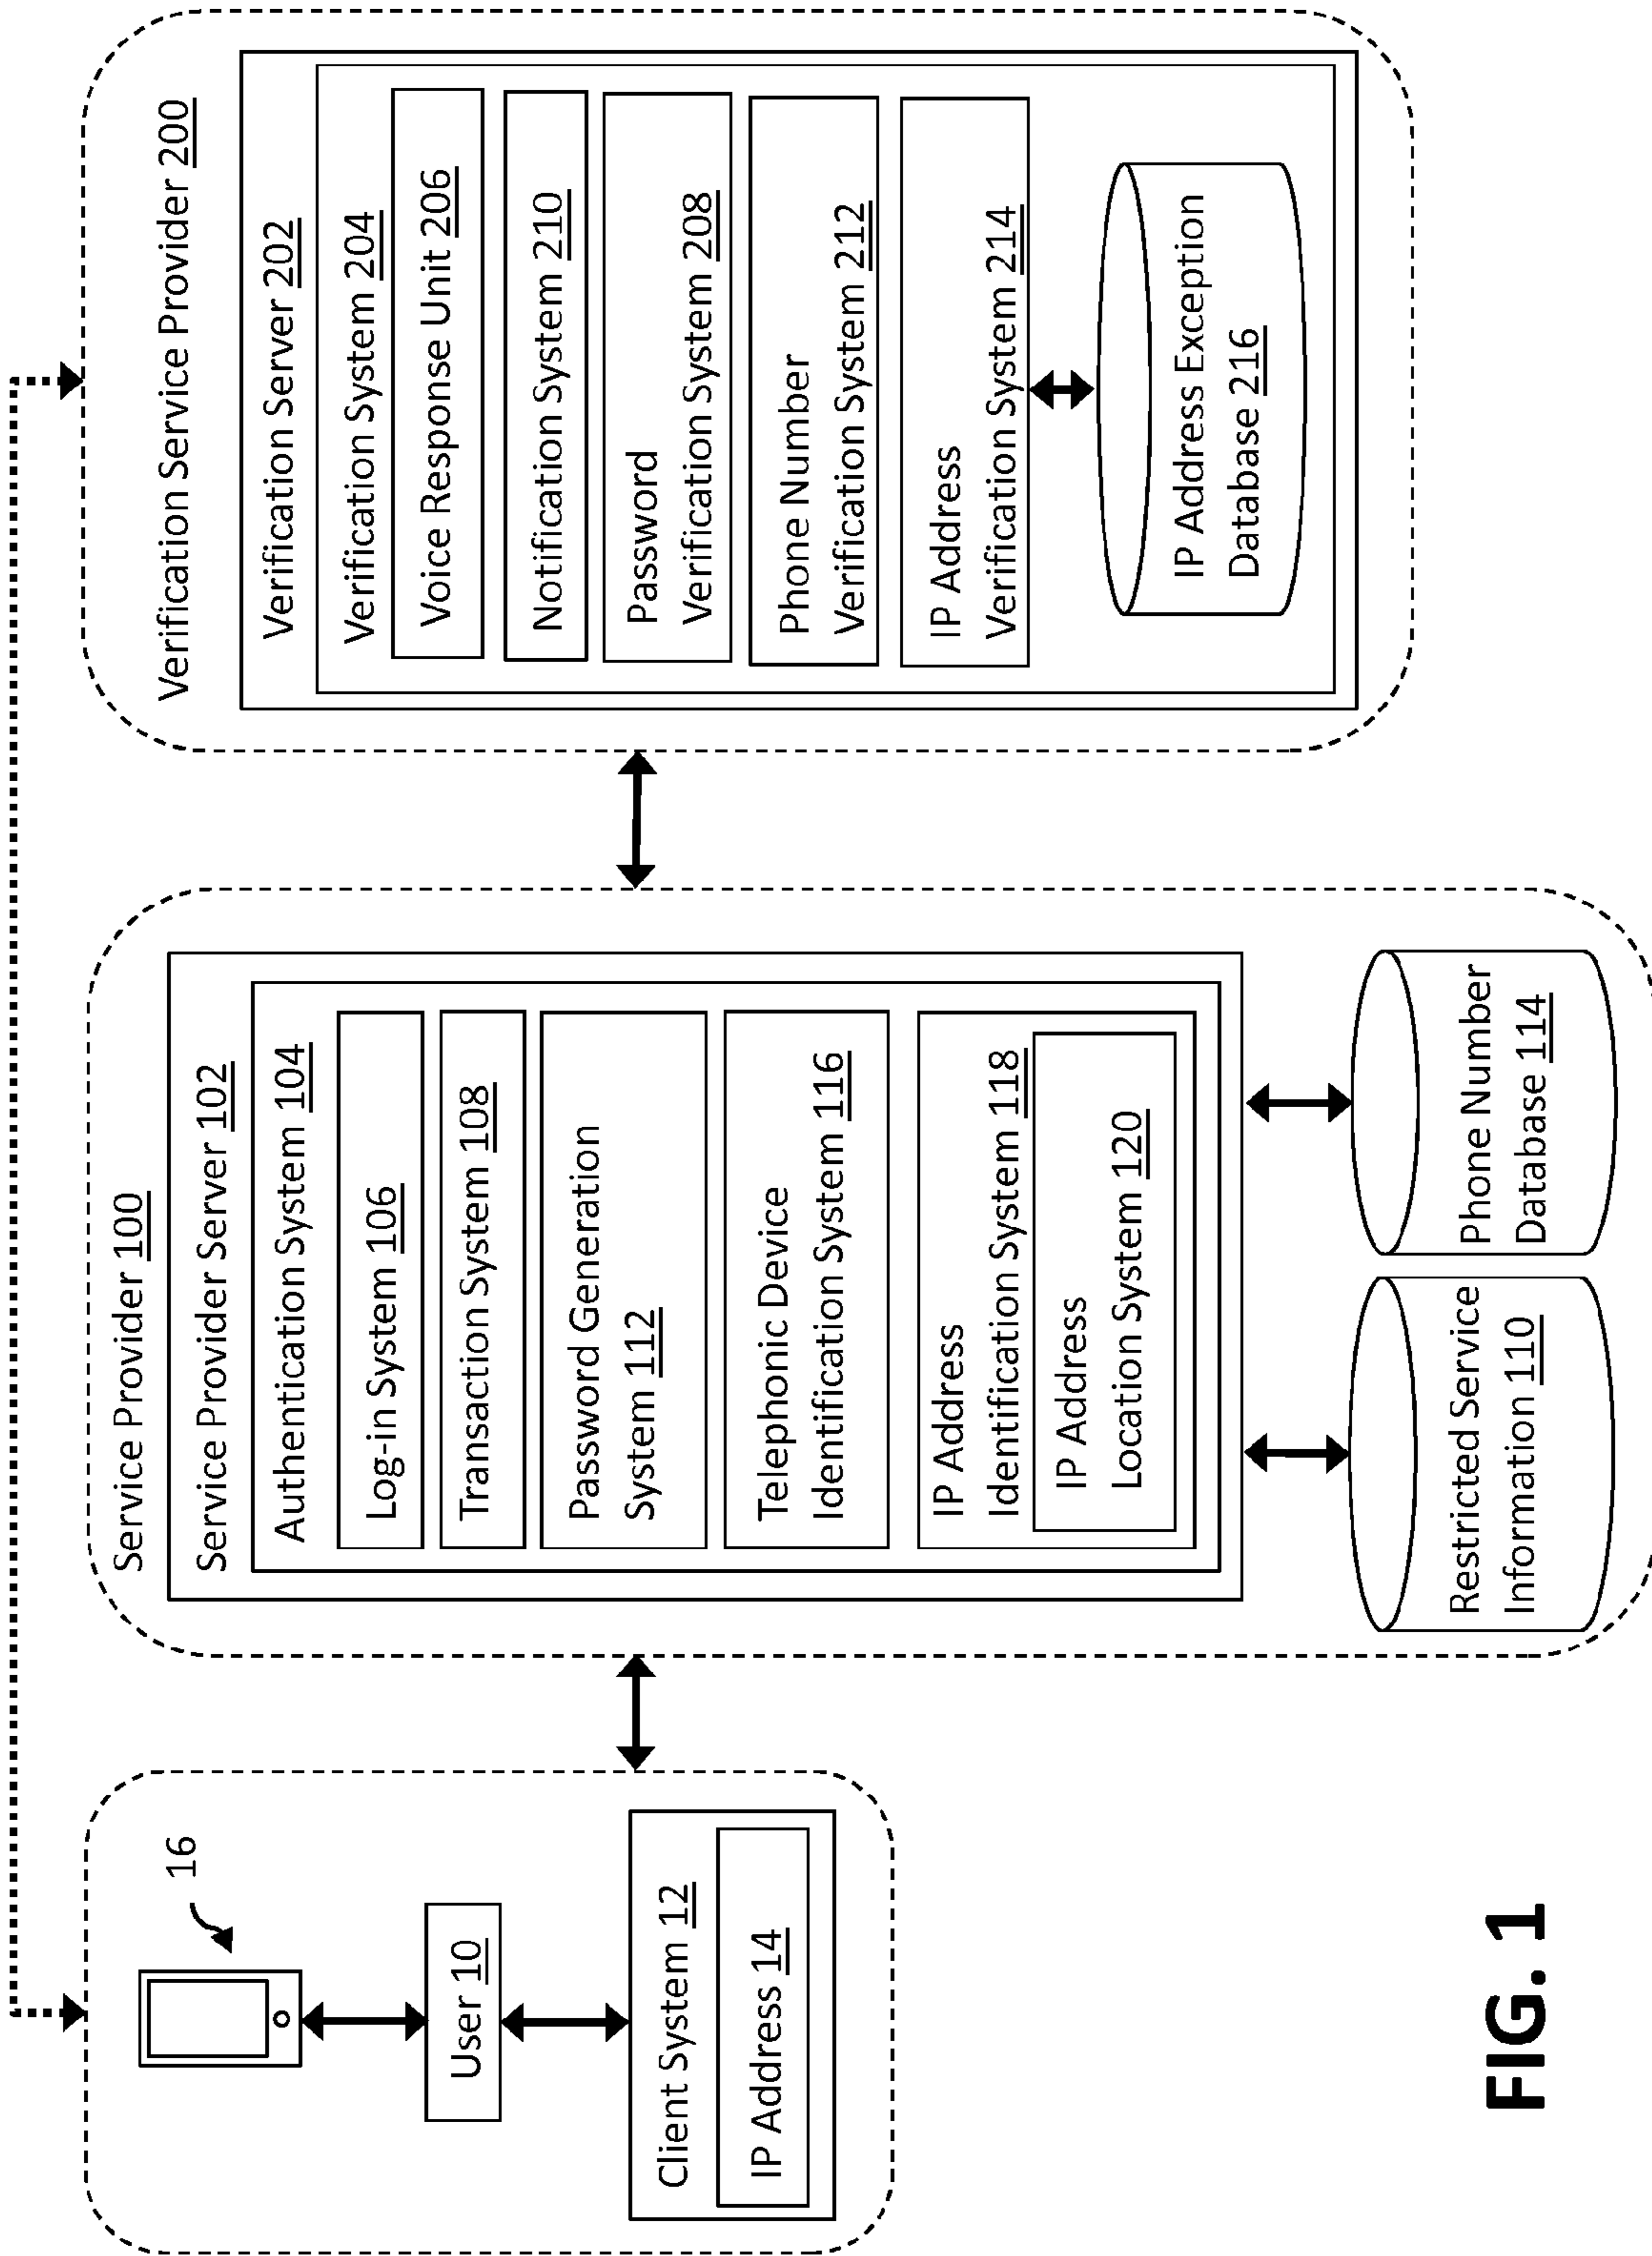 16
User 10
Client System 12
IP Address 14
Service Provider 100
Service Provider Server 102
Authentication System 104
Log-in System 106
Transaction System 108
Password Generation
System 112
Telephonic Device
Identification System 116
IP Address
Identification System 118
IP Address
Location System 120
Restricted Service
Information 110
Phone Number
Database 114
Verification Service Provider 200
Verification Server 202
Verification System 204
Voice Response Unit 206
Notification System 210
Password
Verification System 208
Phone Number
Verification System 212
IP Address
Verification System 214
IP Address Exception
Database 216
FIG. 1